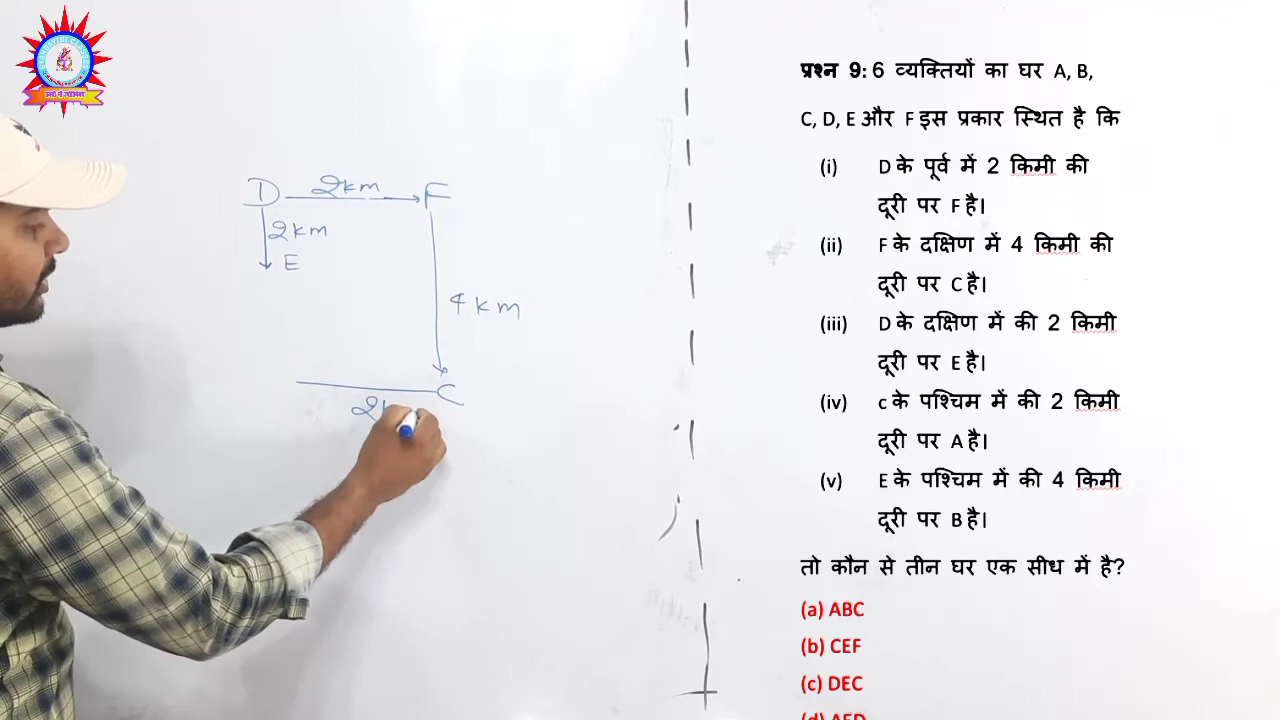 प्रश्न 9: 6 व्यक्तियों का घर A, B,
C, D, E और F इस प्रकार स्थित है कि
(i) D के पूर्व में 2 किमी की
दूरी पर F है।
(ii) F के दक्षिण में 4 किमी की
दूरी पर C है।
(iii) D के दक्षिण में की 2 किमी
दूरी पर E है।
(iv) c के पश्चिम में की 2 किमी
दूरी पर A है।
(v) E के पश्चिम में की 4 किमी
दूरी पर B है।
तो कौन से तीन घर एक सीध में है?
(a) ABC
(b) CEF
(c) DEC
(d) AED
D 2km F
2km
E
4km
C